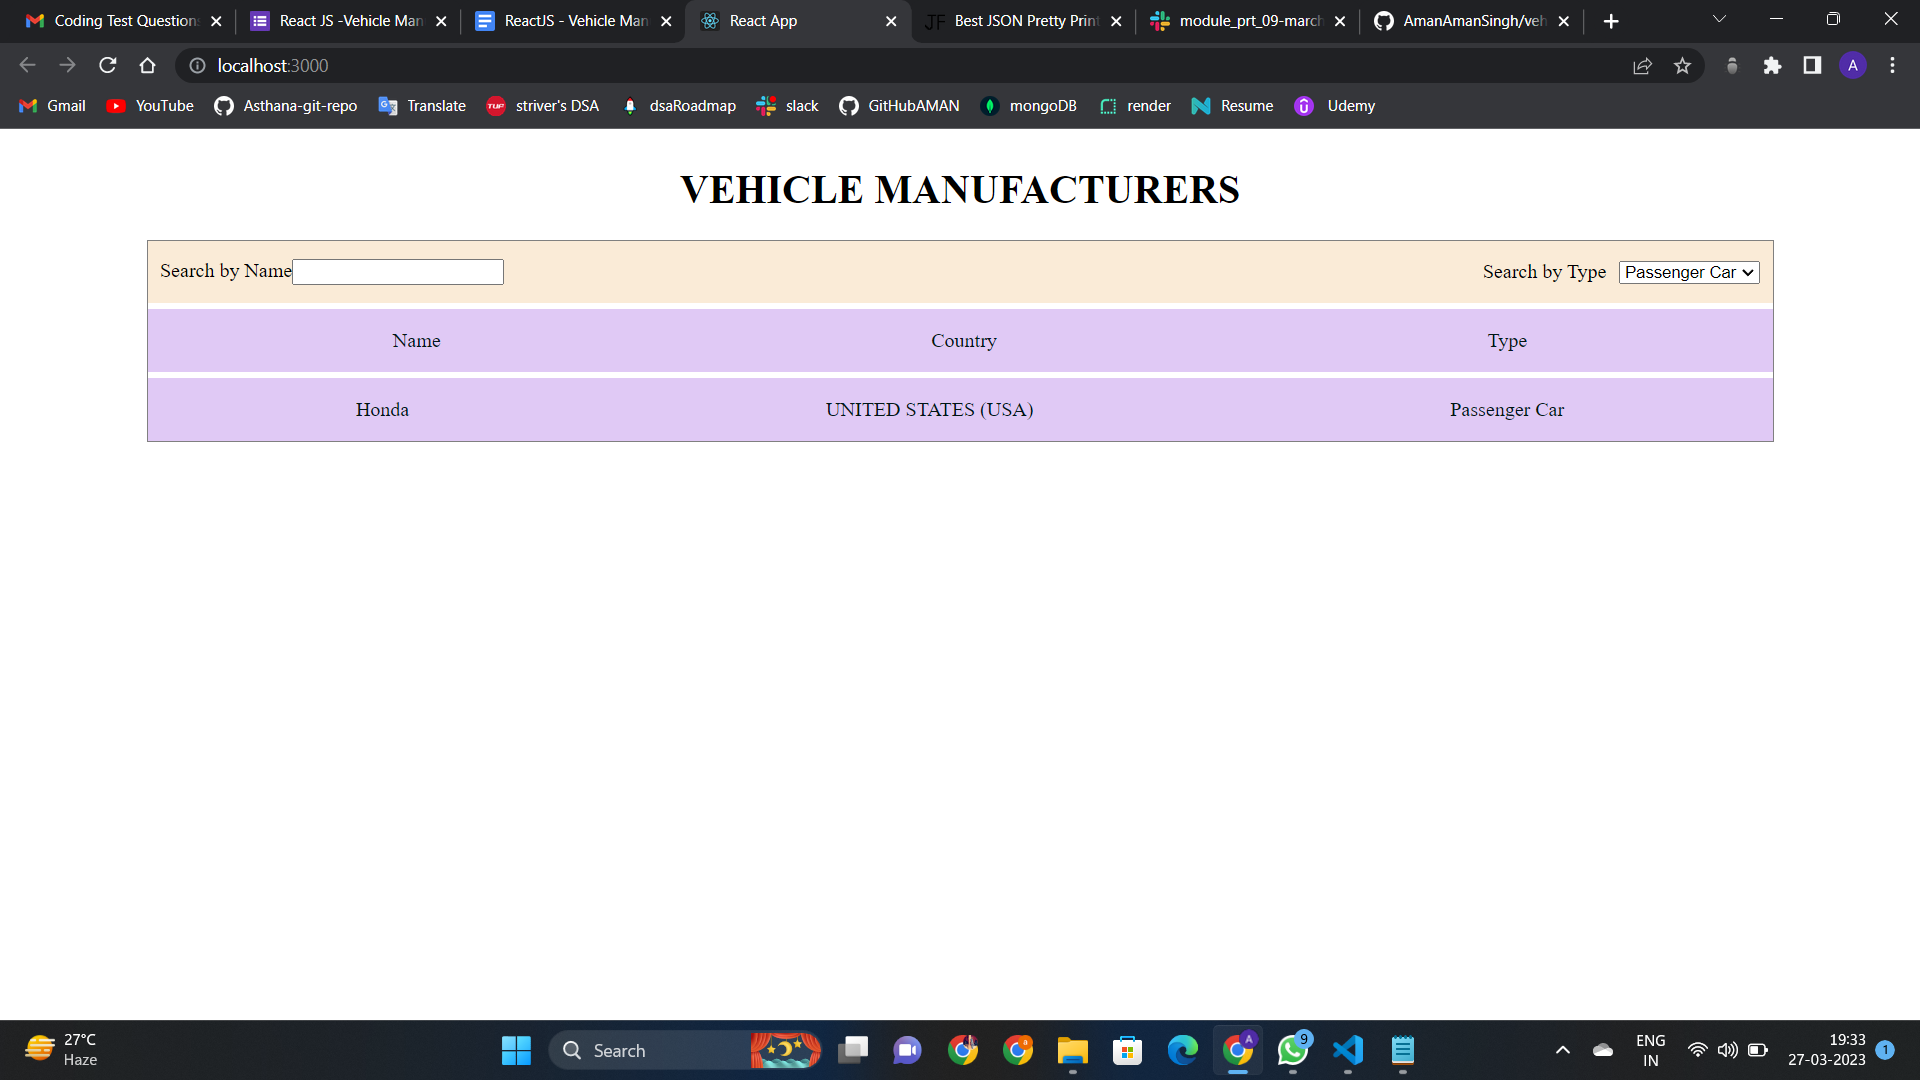 Coding Test Question
React JS -Vehicle Man
ReactJS - Vehicle Man
React App
JF Best JSON Pretty Print
module_prt_09-march
AmanAmanSingh/veh
localhost:3000
A
Gmail
YouTube
Asthana-git-repo
Translate
TUF striver's DSA
dsaRoadmap
slack
GitHubAMAN
mongoDB
render
Resume
Udemy
VEHICLE MANUFACTURERS
Search by Name
Search by Type Passenger Car
Name Country Type
Honda UNITED STATES (USA) Passenger Car
27°C
Haze
Search
A
9
ENG
IN
19:33
27-03-2023
1